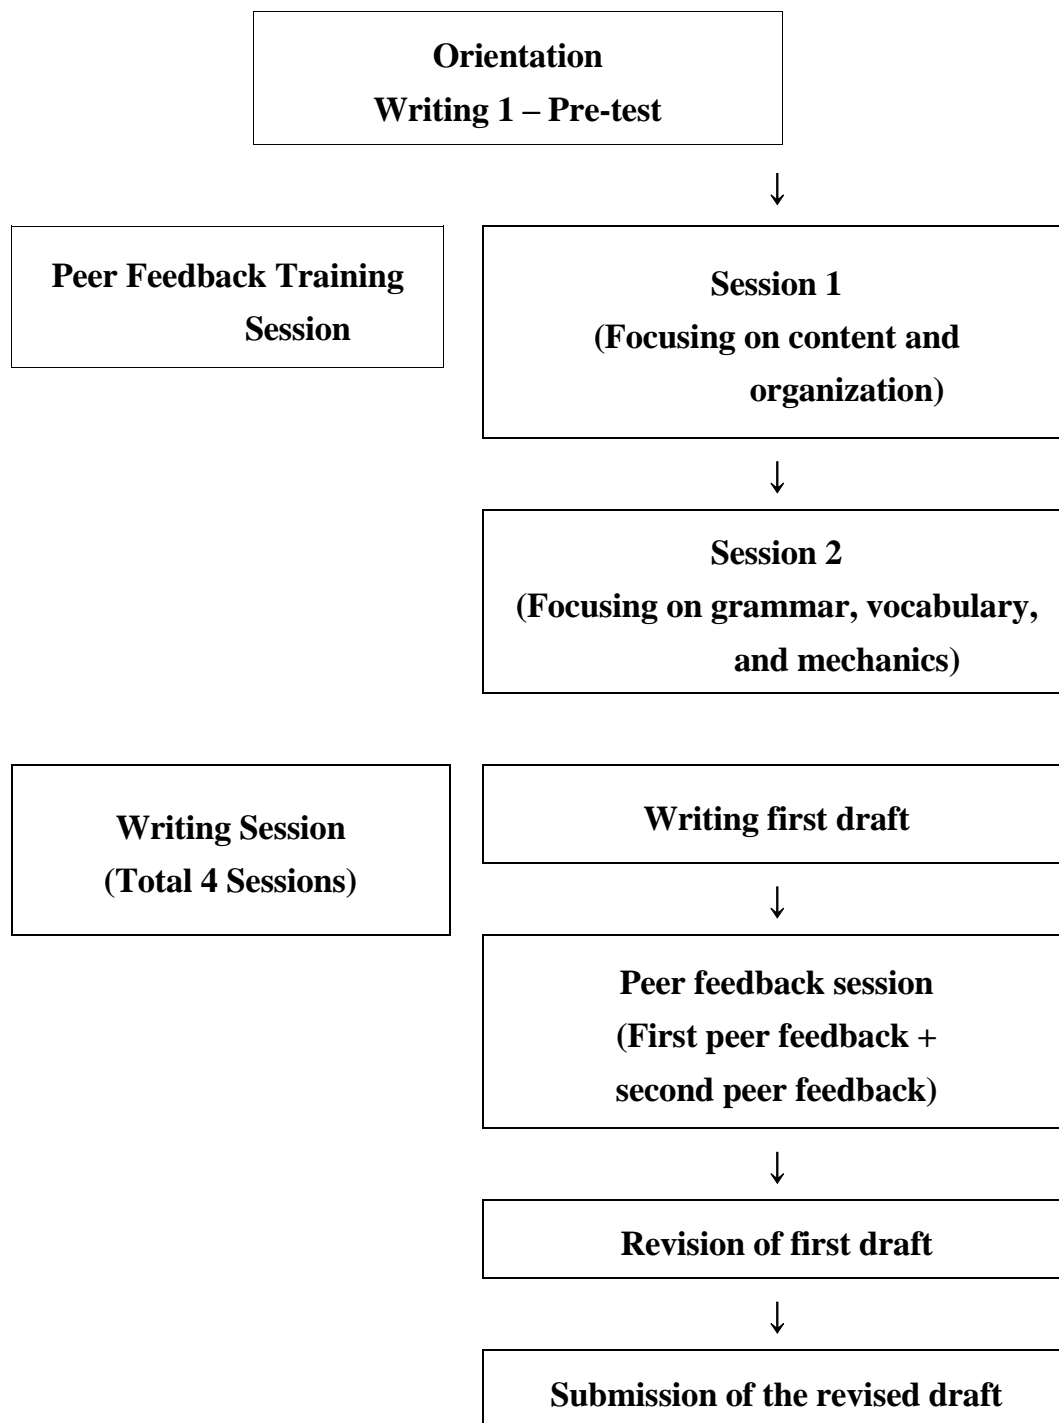 Orientation
Writing 1 – Pre-test
↓
Peer Feedback Training
Session
Session 1
(Focusing on content and
organization)
↓
Session 2
(Focusing on grammar, vocabulary,
and mechanics)
Writing Session
(Total 4 Sessions)
Writing first draft
↓
Peer feedback session
(First peer feedback +
second peer feedback)
↓
Revision of first draft
↓
Submission of the revised draft